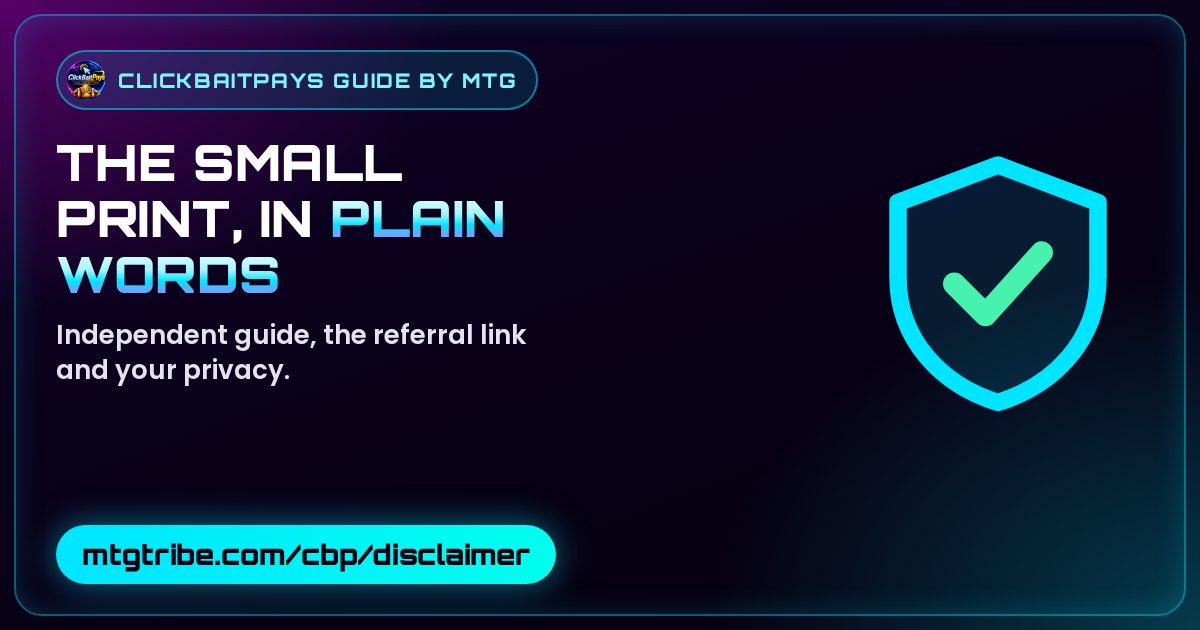 ClickBaitPays
CLICKBAITPAYS GUIDE BY MTG
THE SMALL
PRINT, IN PLAIN
WORDS
Independent guide, the referral link
and your privacy.
mtgtribe.com/cbp/disclaimer